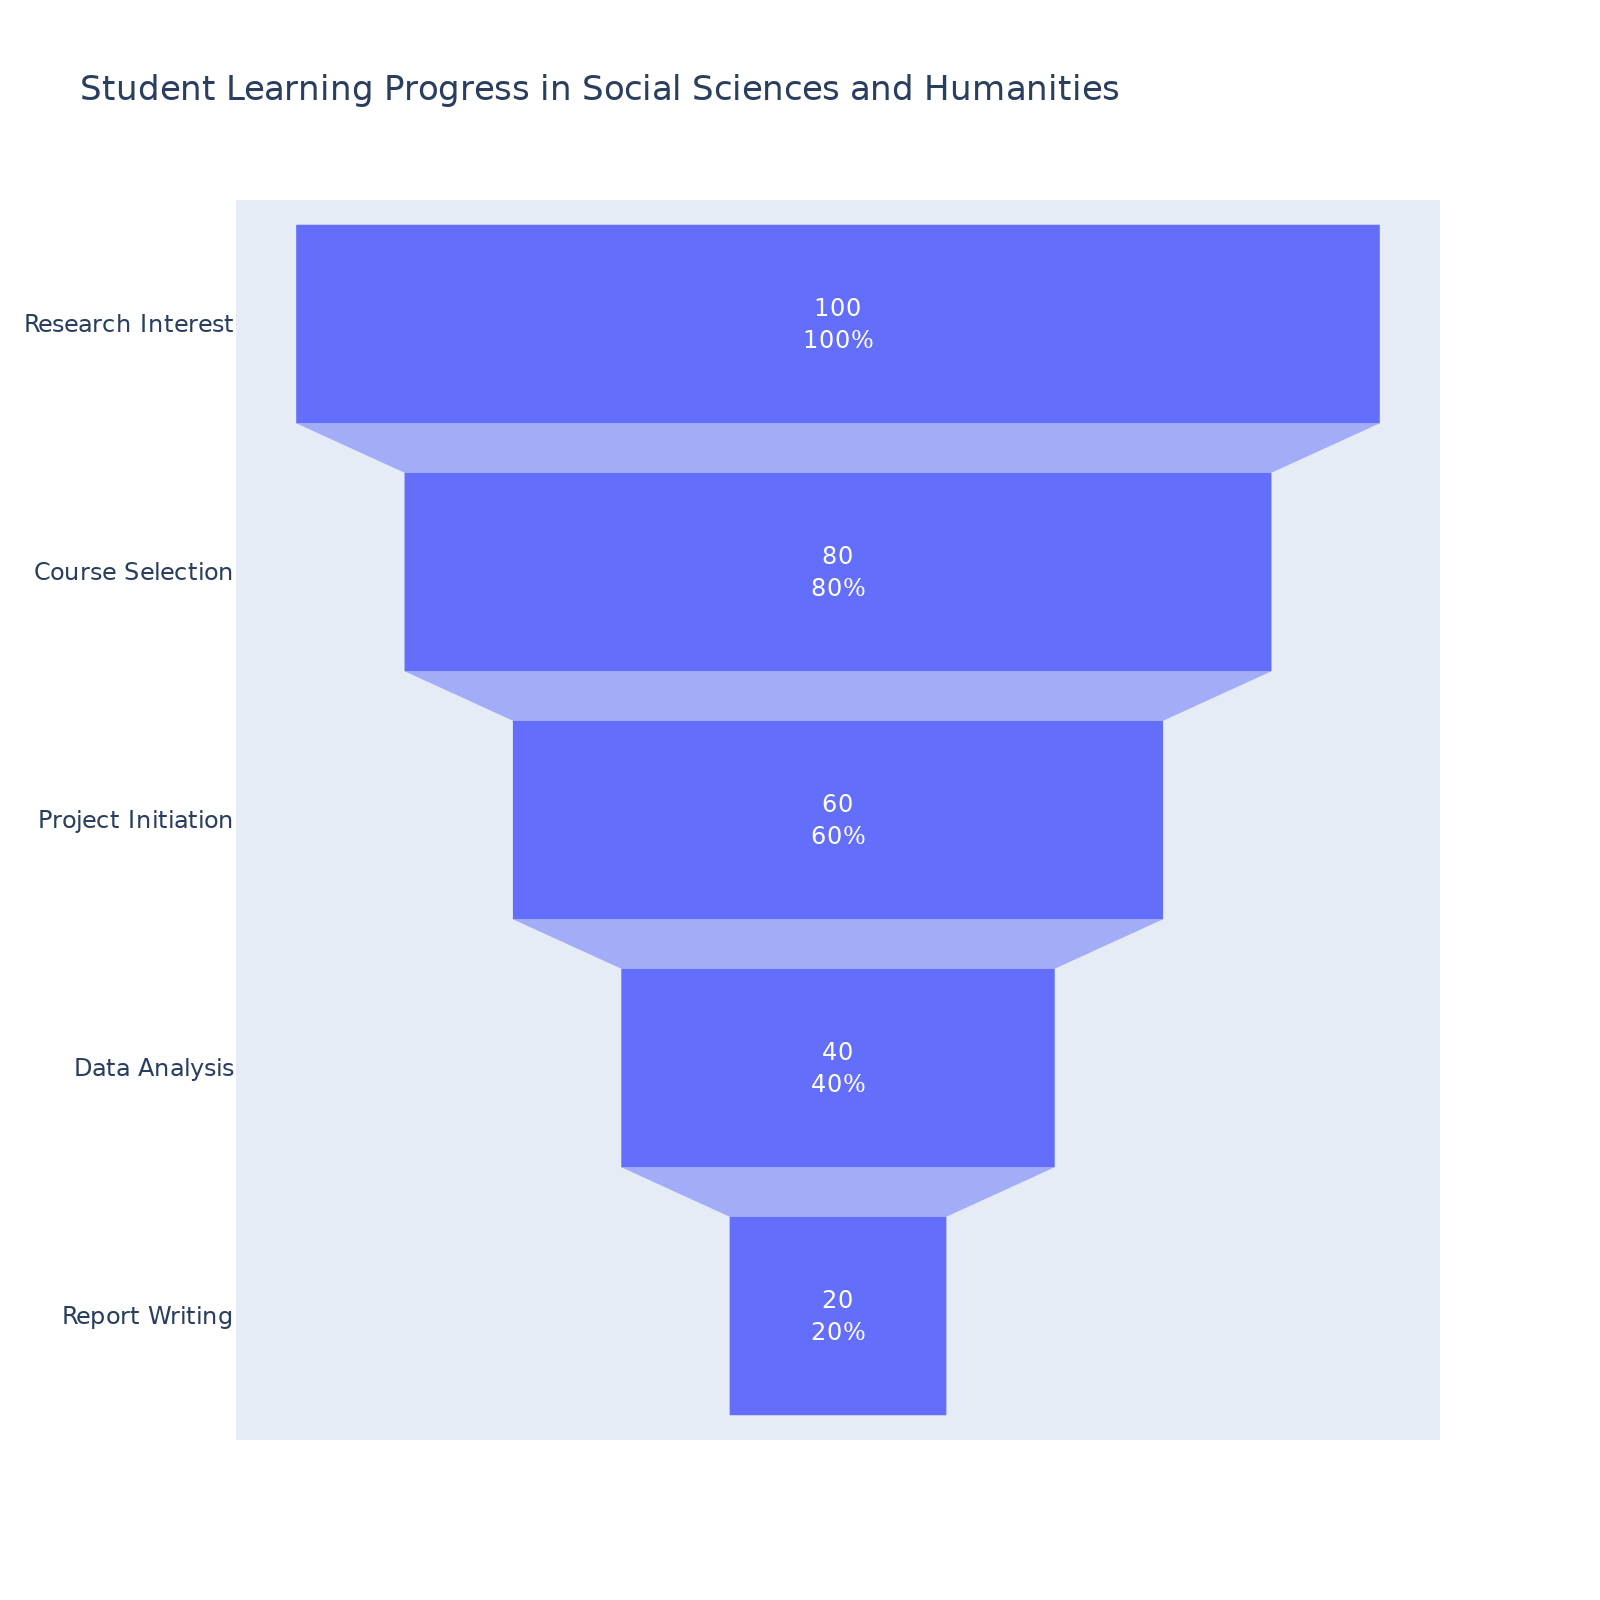 Student Learning Progress in Social Sciences and Humanities
Research Interest
100
100%
Course Selection
80
80%
Project Initiation
60
60%
Data Analysis
40
40%
Report Writing
20
20%